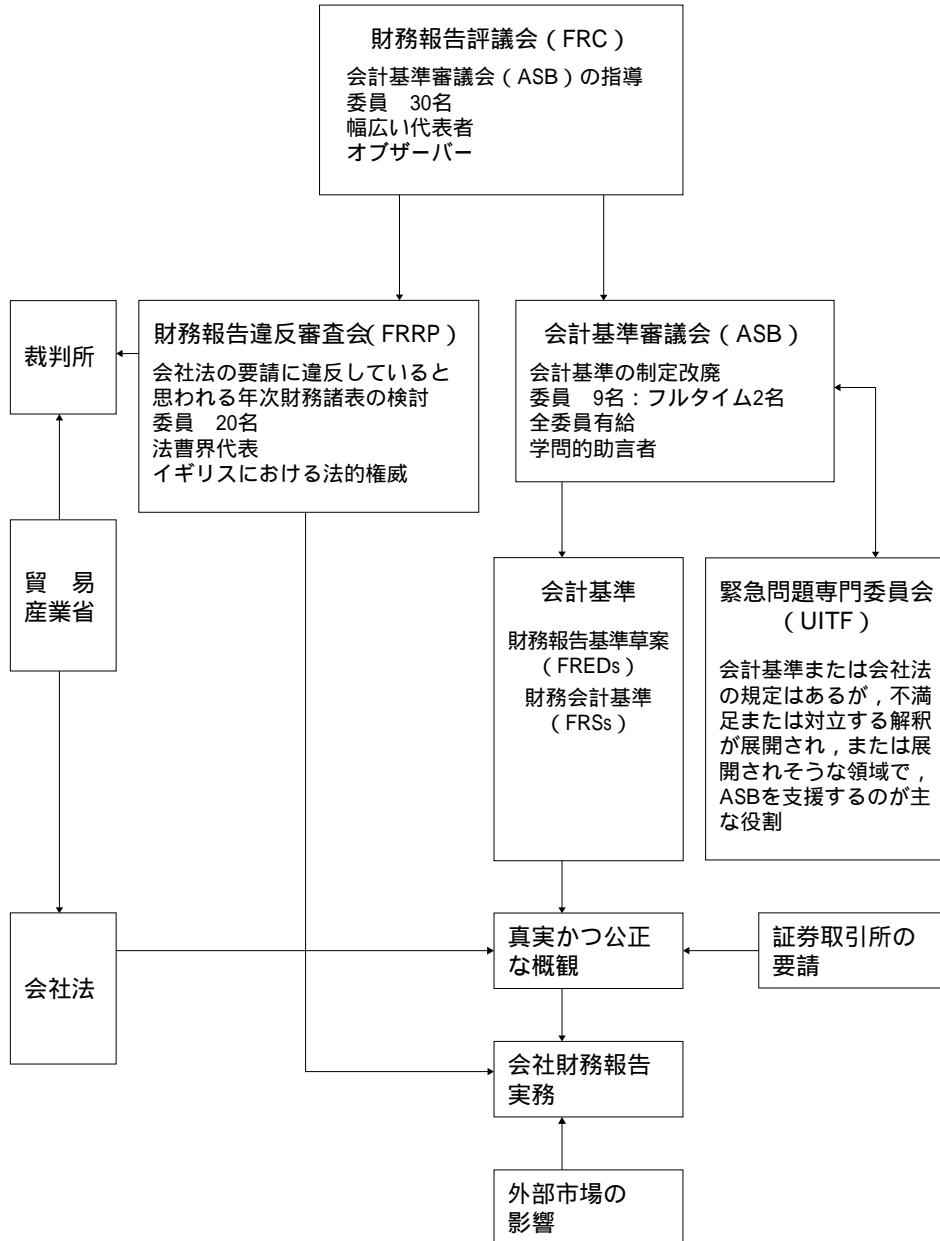 財務報告評議会（FRC）
会計基準審議会（ASB）の指導
委員　30名
幅広い代表者
オブザーバー
裁判所
財務報告違反審査会（FRRP）
会社法の要請に違反していると
思われる年次財務諸表の検討
委員　20名
法曹界代表
イギリスにおける法的権威
会計基準審議会（ASB）
会計基準の制定改廃
委員　9名：フルタイム2名
全委員有給
学問的助言者
貿　易
産業省
会計基準
財務報告基準草案
（FREDs）
財務会計基準
（FRSs）
緊急問題専門委員会
（UITF）
会計基準または会社法
の規定はあるが，不満
足または対立する解釈
が展開され，または展
開されそうな領域で，
ASBを支援するのが主
な役割
会社法
真実かつ公正
な概観
証券取引所の
要請
会社財務報告
実務
外部市場の
影響